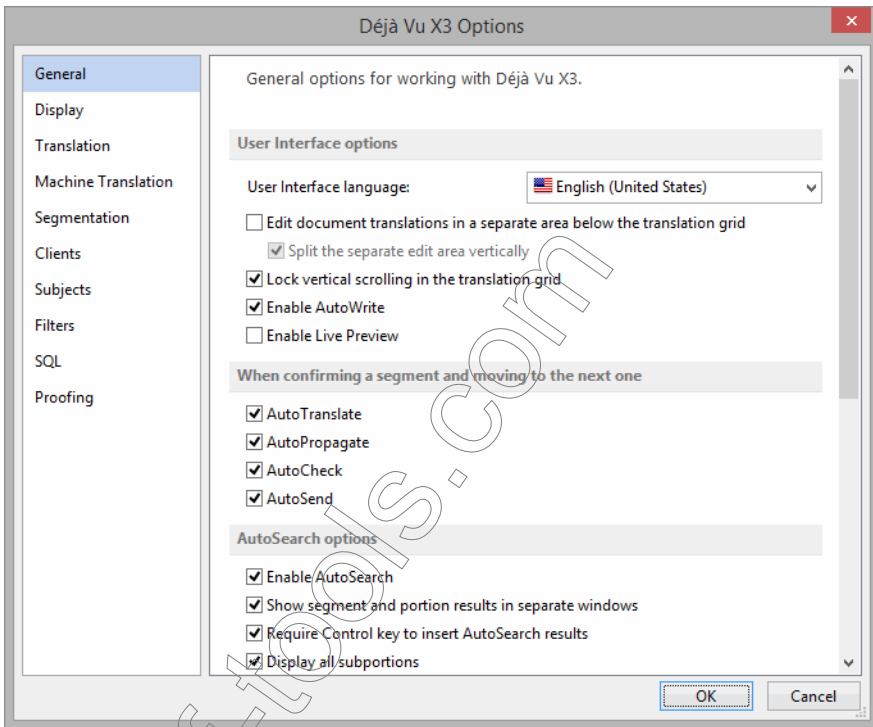 Déjà Vu X3 Options
General
Display
Translation
Machine Translation
Segmentation
Clients
Subjects
Filters
SQL
Proofing
General options for working with Déjà Vu X3.
User Interface options
User Interface language:
English (United States)
Edit document translations in a separate area below the translation grid
Split the separate edit area vertically
Lock vertical scrolling in the translation grid
Enable AutoWrite
Enable Live Preview
When confirming a segment and moving to the next one
AutoTranslate
AutoPropagate
AutoCheck
AutoSend
AutoSearch options
Enable AutoSearch
Show segment and portion results in separate windows
Require Control key to insert AutoSearch results
Display all subportions
OK
Cancel
-tools.com